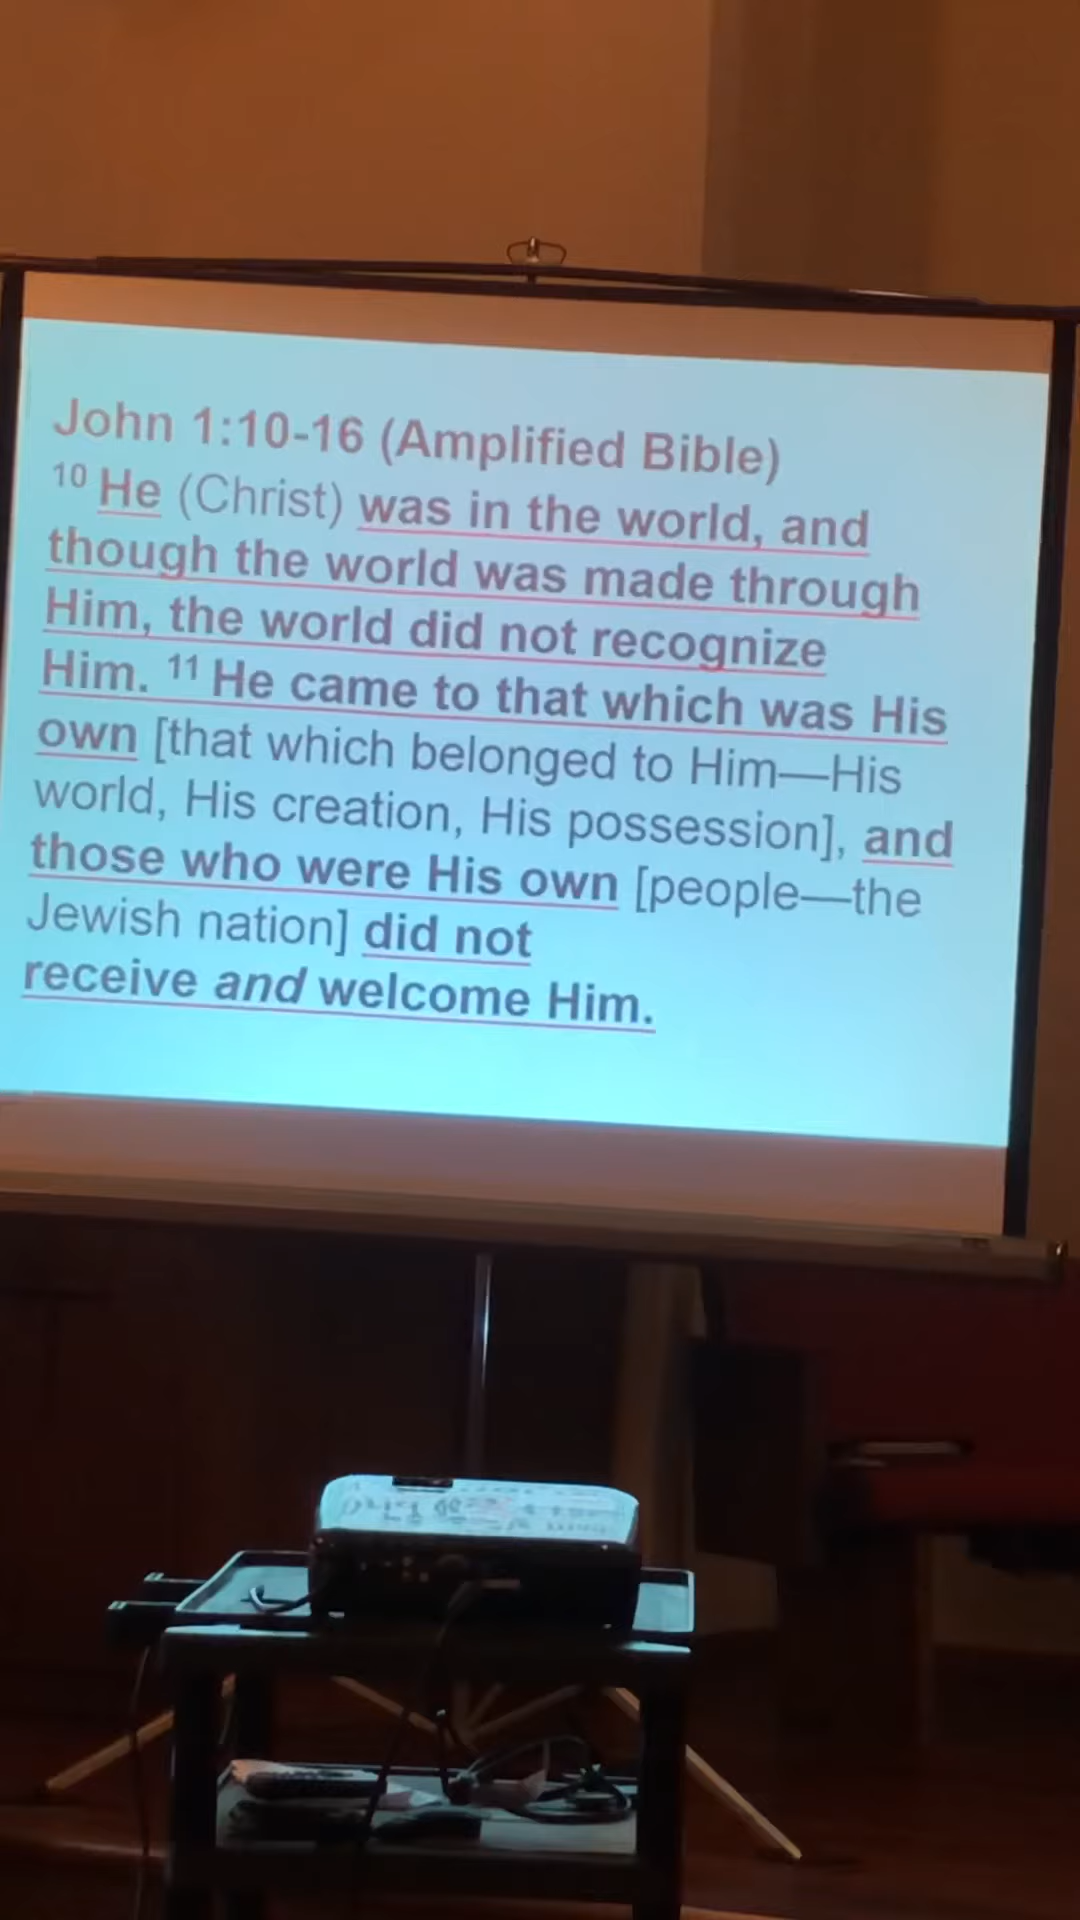 John 1:10-16 (Amplified Bible)
10 He (Christ) was in the world, and
though the world was made through
Him, the world did not recognize
Him. 11 He came to that which was His
own [that which belonged to Him—His
world, His creation, His possession], and
those who were His own [people—the
Jewish nation] did not
receive and welcome Him.